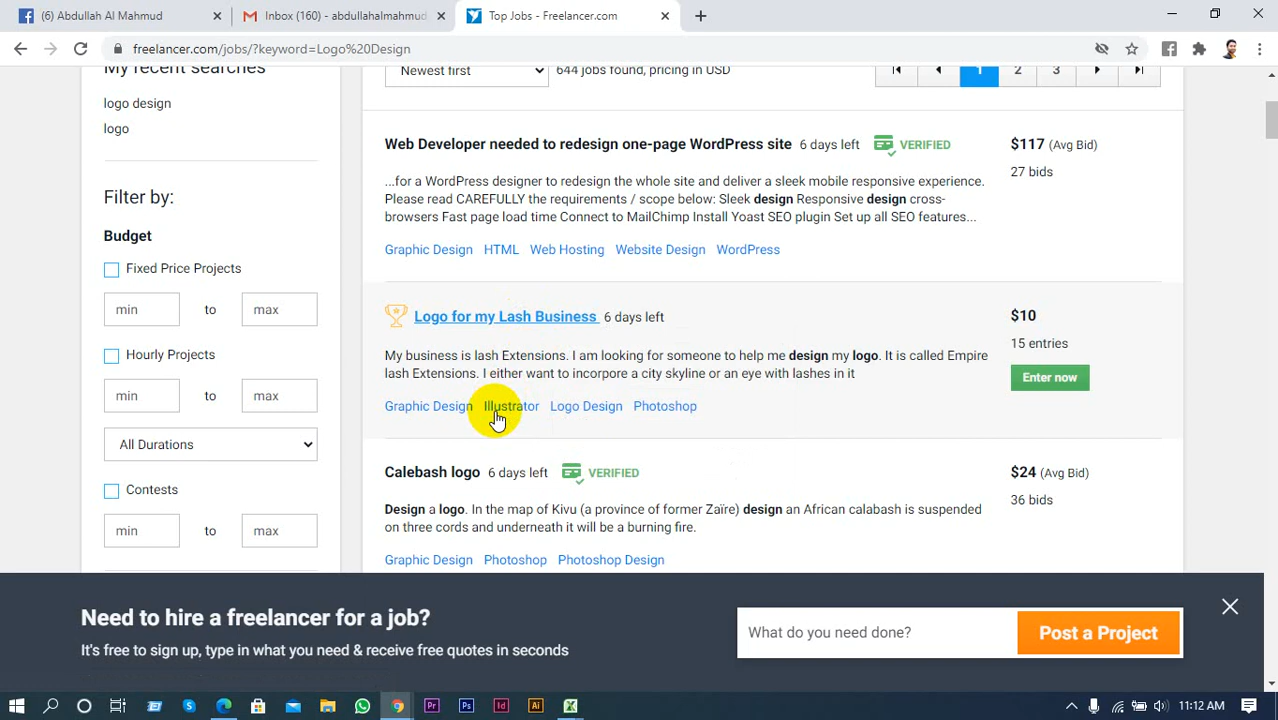 (6) Abdullah Al Mahmud
Inbox (160) - abdullahalmahmud
Top Jobs - Freelancer.com
freelancer.com/jobs/?keyword=Logo%20Design
My recent searches
logo design
logo
Filter by:
Budget
Fixed Price Projects
min to max
Hourly Projects
min to max
All Durations
Contests
min to max
Newest first
644 jobs found, pricing in USD
1 2 3
Web Developer needed to redesign one-page WordPress site 6 days left VERIFIED
$117 (Avg Bid)
27 bids
...for a WordPress designer to redesign the whole site and deliver a sleek mobile responsive experience.
Please read CAREFULLY the requirements / scope below: Sleek design Responsive design cross-
browsers Fast page load time Connect to MailChimp Install Yoast SEO plugin Set up all SEO features...
Graphic Design HTML Web Hosting Website Design WordPress
Logo for my Lash Business 6 days left
$10
15 entries
Enter now
My business is lash Extensions. I am looking for someone to help me design my logo. It is called Empire
lash Extensions. I either want to incorpore a city skyline or an eye with lashes in it
Graphic Design Illustrator Logo Design Photoshop
Calebash logo 6 days left VERIFIED
$24 (Avg Bid)
36 bids
Design a logo. In the map of Kivu (a province of former Zaïre) design an African calabash is suspended
on three cords and underneath it will be a burning fire.
Graphic Design Photoshop Photoshop Design
Need to hire a freelancer for a job?
It's free to sign up, type in what you need & receive free quotes in seconds
What do you need done?
Post a Project
11:12 AM